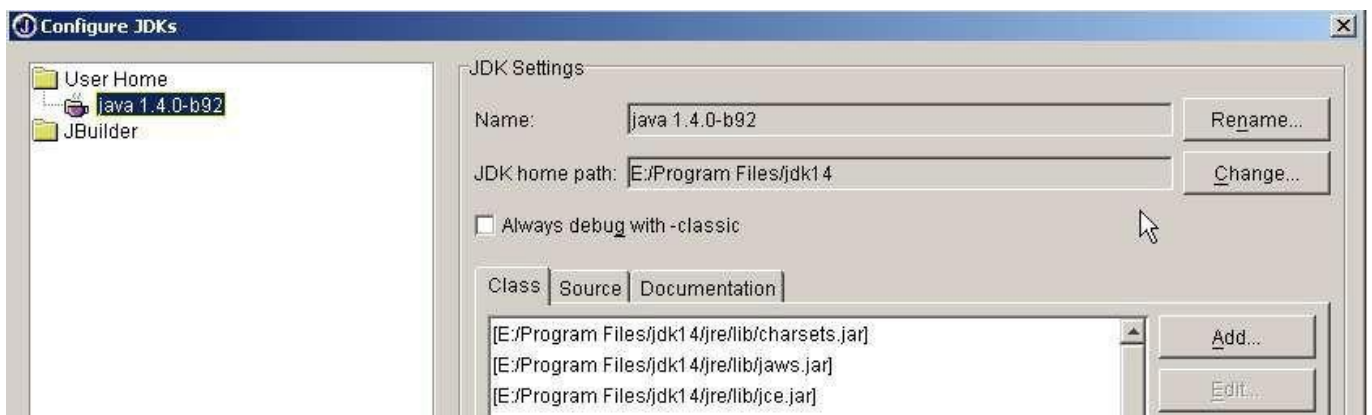 Configure JDKs
User Home
java 1.4.0-b92
JBuilder
JDK Settings
Name: java 1.4.0-b92 Rename...
JDK home path: E:/Program Files/jdk14 Change...
Always debug with -classic
Class Source Documentation
[E:/Program Files/jdk14/jre/lib/charsets.jar]
[E:/Program Files/jdk14/jre/lib/jaws.jar]
[E:/Program Files/jdk14/jre/lib/jce.jar]
Add...
Edit...